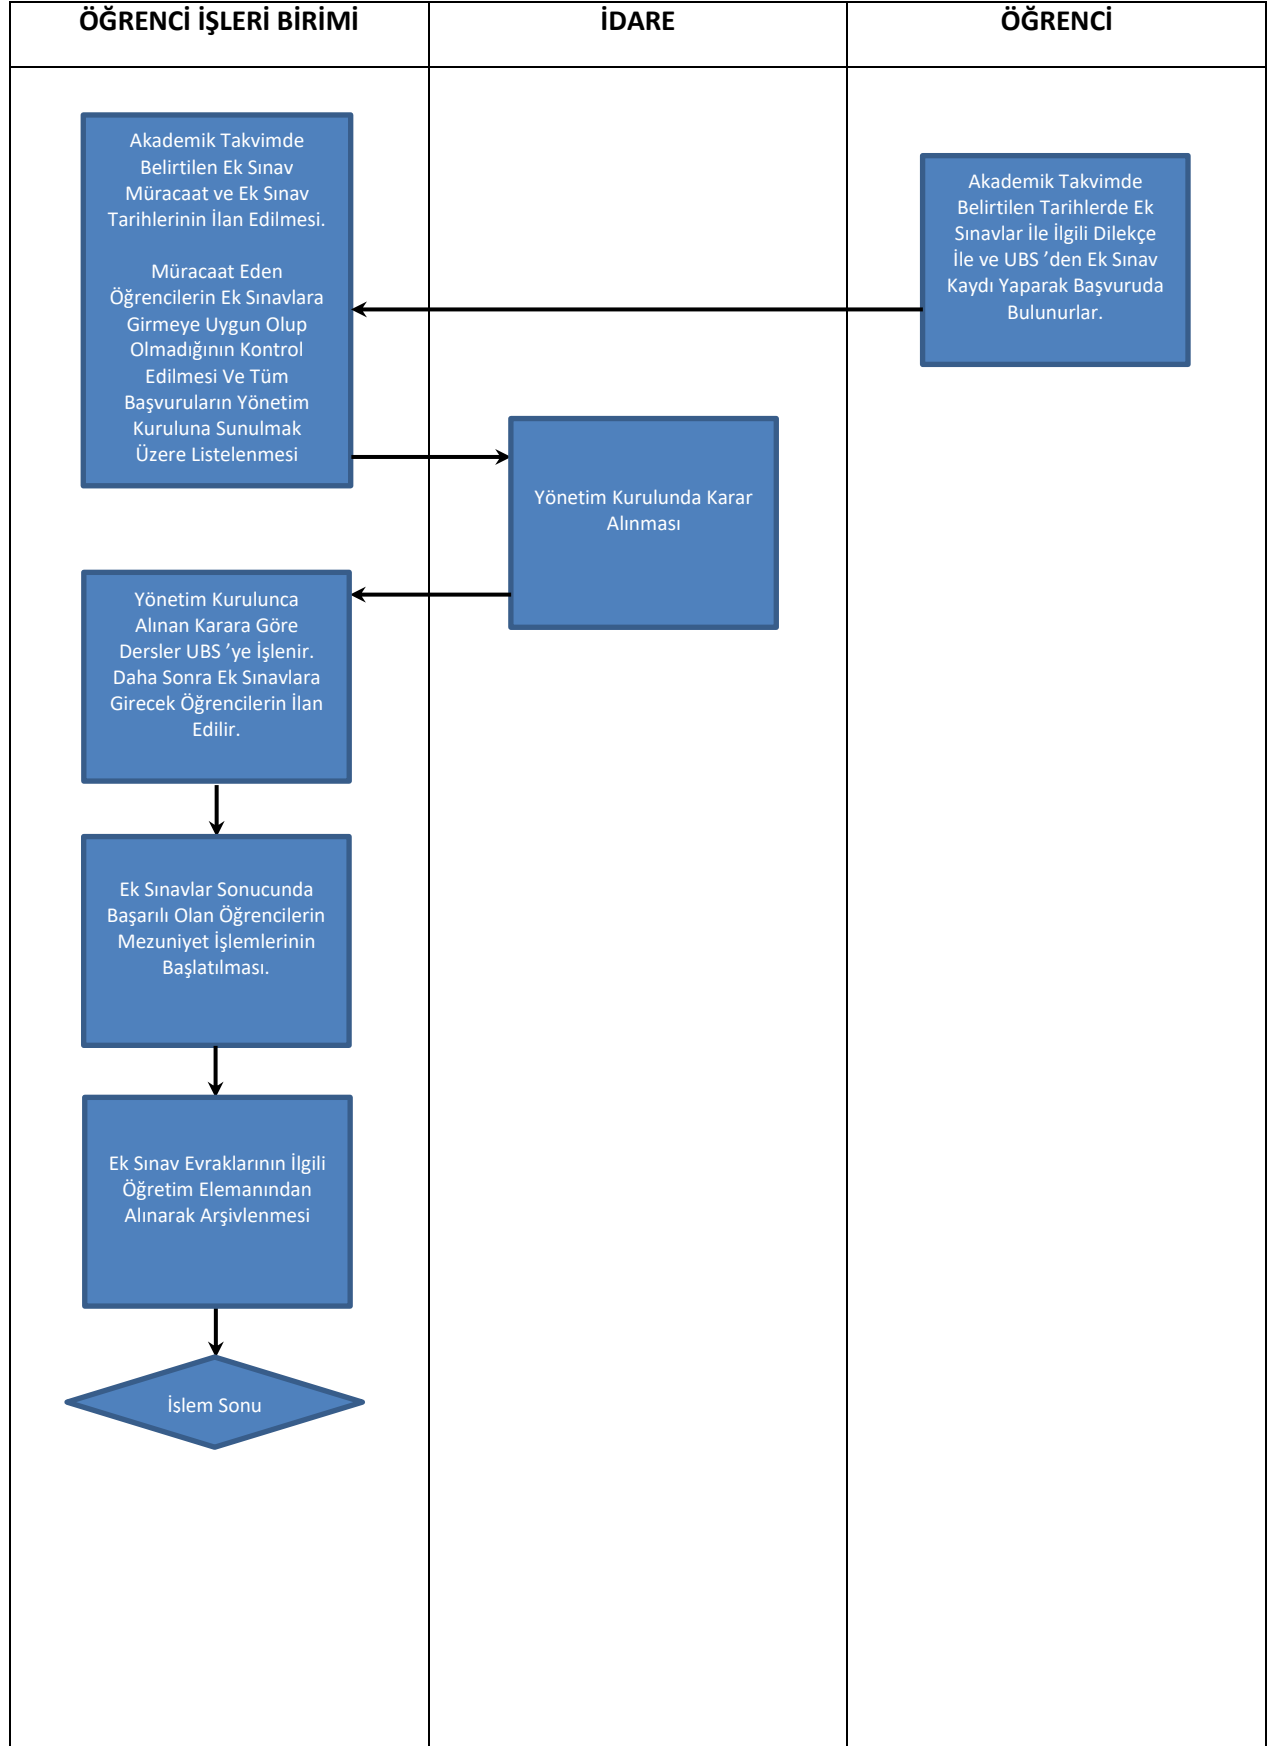 ÖĞRENCİ İŞLERİ BİRİMİ
İDARE
ÖĞRENCİ
Akademik Takvimde
Belirtilen Ek Sınav
Müracaat ve Ek Sınav
Tarihlerinin İlan Edilmesi.
Müracaat Eden
Öğrencilerin Ek Sınavlara
Girmeye Uygun Olup
Olmadığının Kontrol
Edilmesi Ve Tüm
Başvuruların Yönetim
Kuruluna Sunulmak
Üzere Listelenmesi
Akademik Takvimde
Belirtilen Tarihlerde Ek
Sınavlar İle İlgili Dilekçe
İle ve UBS ’den Ek Sınav
Kaydı Yaparak Başvuruda
Bulunurlar.
Yönetim Kurulunda Karar
Alınması
Yönetim Kurulunca
Alınan Karara Göre
Dersler UBS ’ye İşlenir.
Daha Sonra Ek Sınavlara
Girecek Öğrencilerin İlan
Edilir.
Ek Sınavlar Sonucunda
Başarılı Olan Öğrencilerin
Mezuniyet İşlemlerinin
Başlatılması.
Ek Sınav Evraklarının İlgili
Öğretim Elemanından
Alınarak Arşivlenmesi
İşlem Sonu